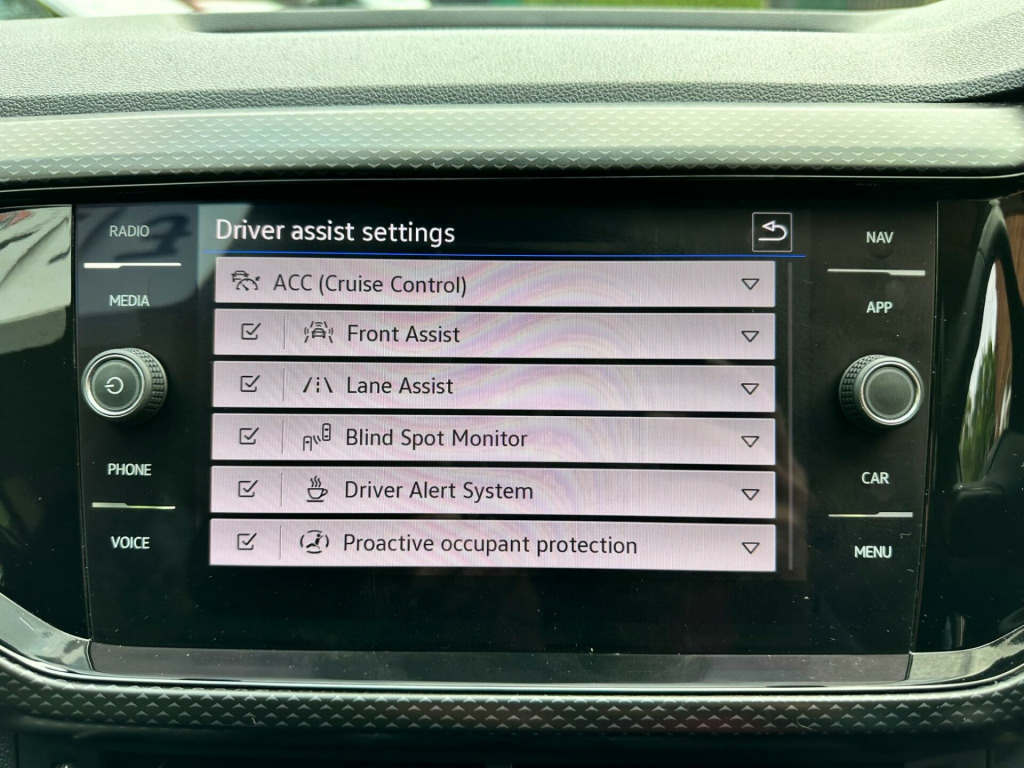 RADIO
MEDIA
PHONE
VOICE
Driver assist settings
ACC (Cruise Control)
Front Assist
Lane Assist
Blind Spot Monitor
Driver Alert System
Proactive occupant protection
NAV
APP
CAR
MENU